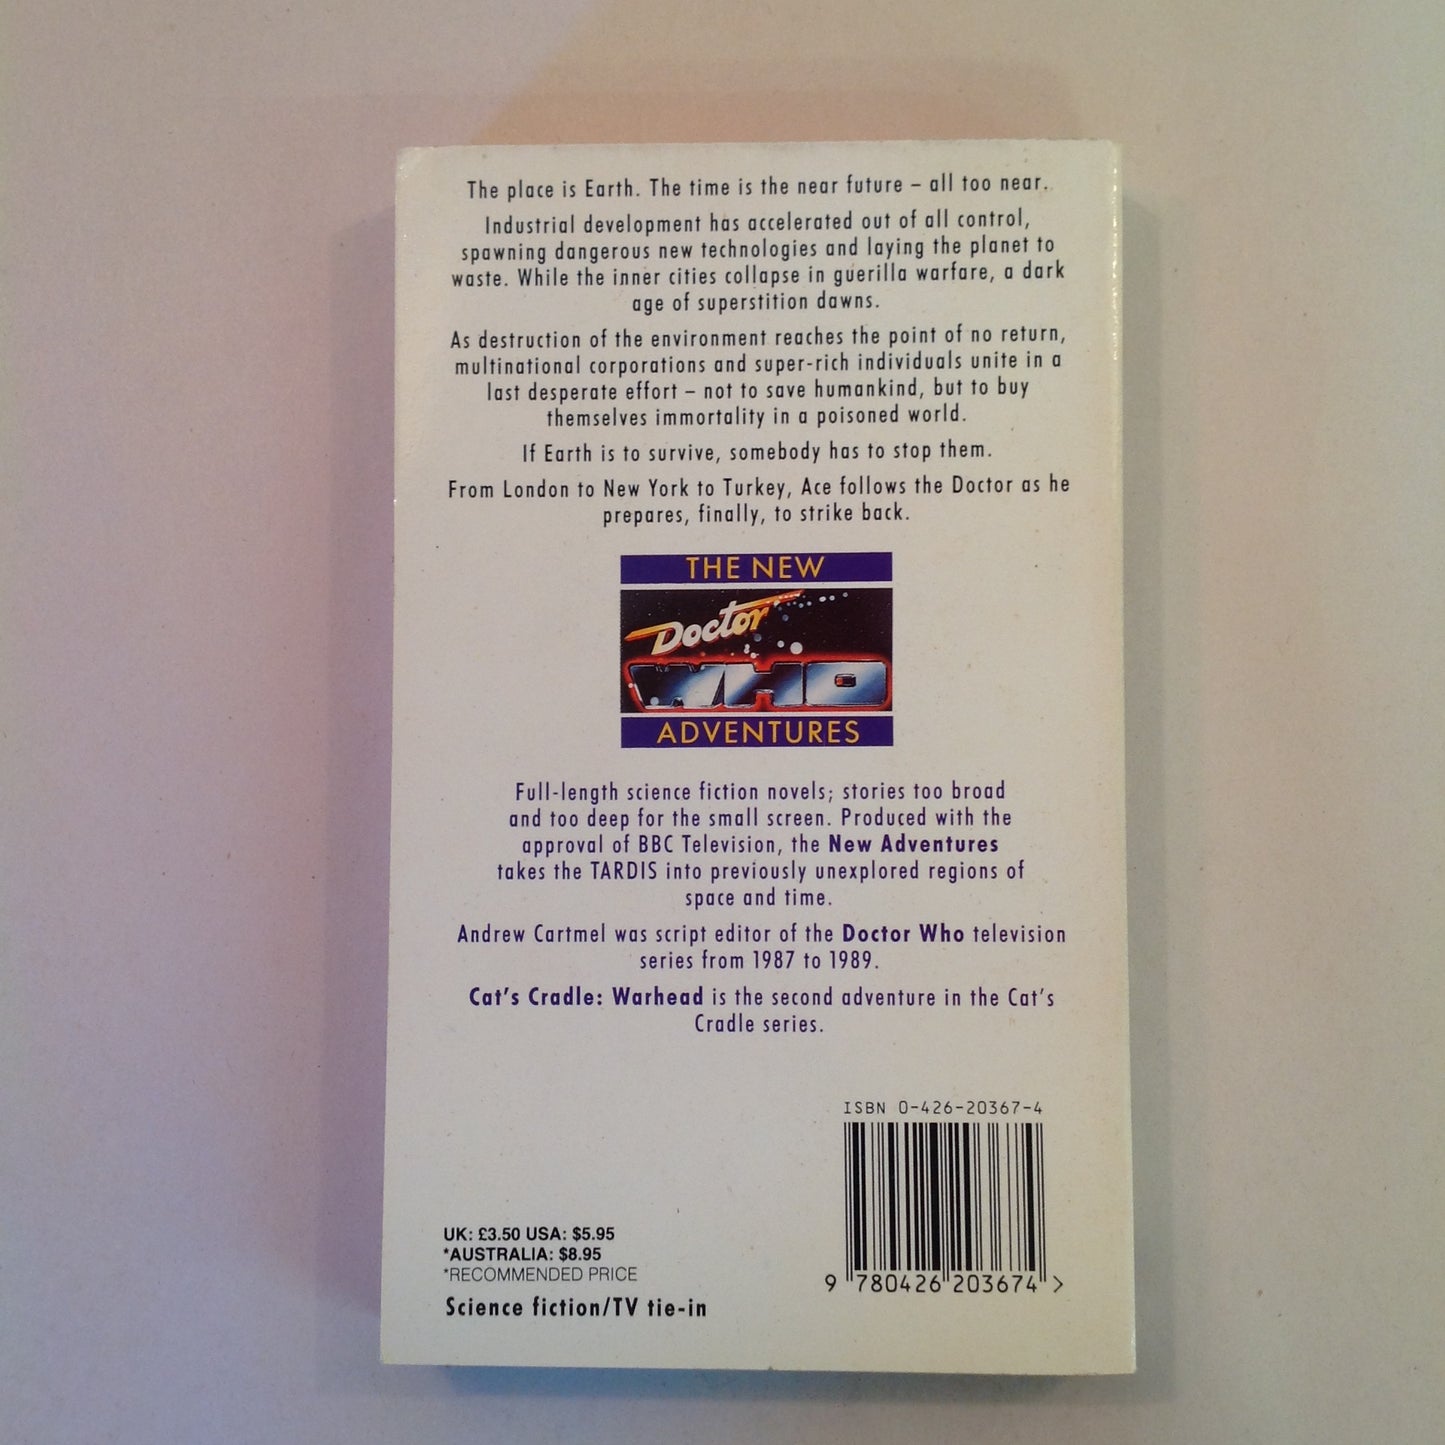 The place is Earth. The time is the near future – all too near.
Industrial development has accelerated out of all control,
spawning dangerous new technologies and laying the planet to
waste. While the inner cities collapse in guerilla warfare, a dark
age of superstition dawns.
As destruction of the environment reaches the point of no return,
multinational corporations and super-rich individuals unite in a
last desperate effort – not to save humankind, but to buy
themselves immortality in a poisoned world.
If Earth is to survive, somebody has to stop them.
From London to New York to Turkey, Ace follows the Doctor as he
prepares, finally, to strike back.
THE NEW
Doctor
WHO
ADVENTURES
Full-length science fiction novels; stories too broad
and too deep for the small screen. Produced with the
approval of BBC Television, the New Adventures
takes the TARDIS into previously unexplored regions of
space and time.
Andrew Cartmel was script editor of the Doctor Who television
series from 1987 to 1989.
Cat's Cradle: Warhead is the second adventure in the Cat's
Cradle series.
ISBN 0-426-20367-4
9 780426 203674 >
UK: £3.50 USA: $5.95
*AUSTRALIA: $8.95
*RECOMMENDED PRICE
Science fiction/TV tie-in